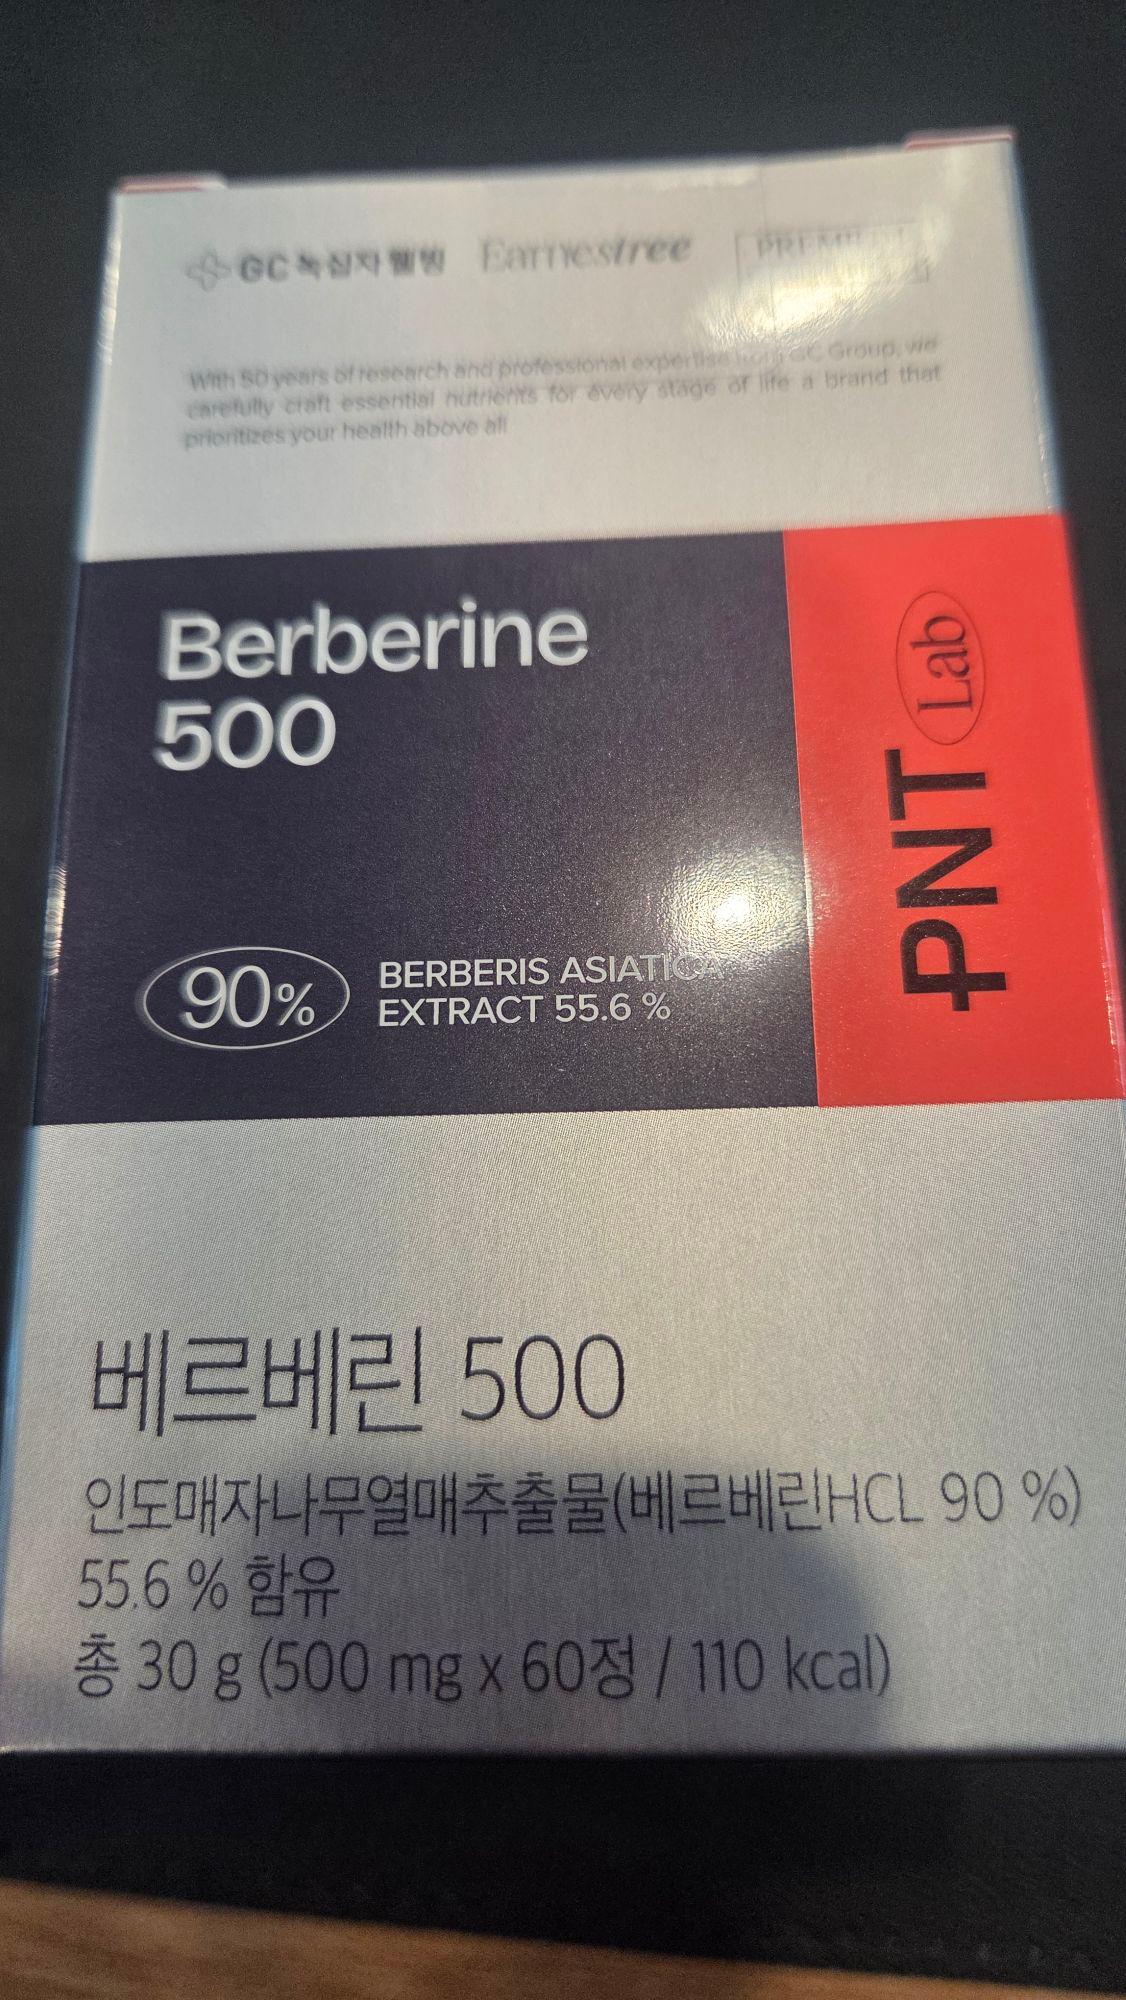 GC 녹십자 웰빙 Earnestree PREMIUM
With 50 years of research and professional expertise from GC Group, we
carefully craft essential nutrients for every stage of life a brand that
prioritizes your health above all
Berberine
500
PNT Lab
90%
BERBERIS ASIATICA
EXTRACT 55.6 %
베르베린 500
인도매자나무열매추출물(베르베린HCL 90 %)
55.6 % 함유
총 30 g (500 mg x 60정 / 110 kcal)